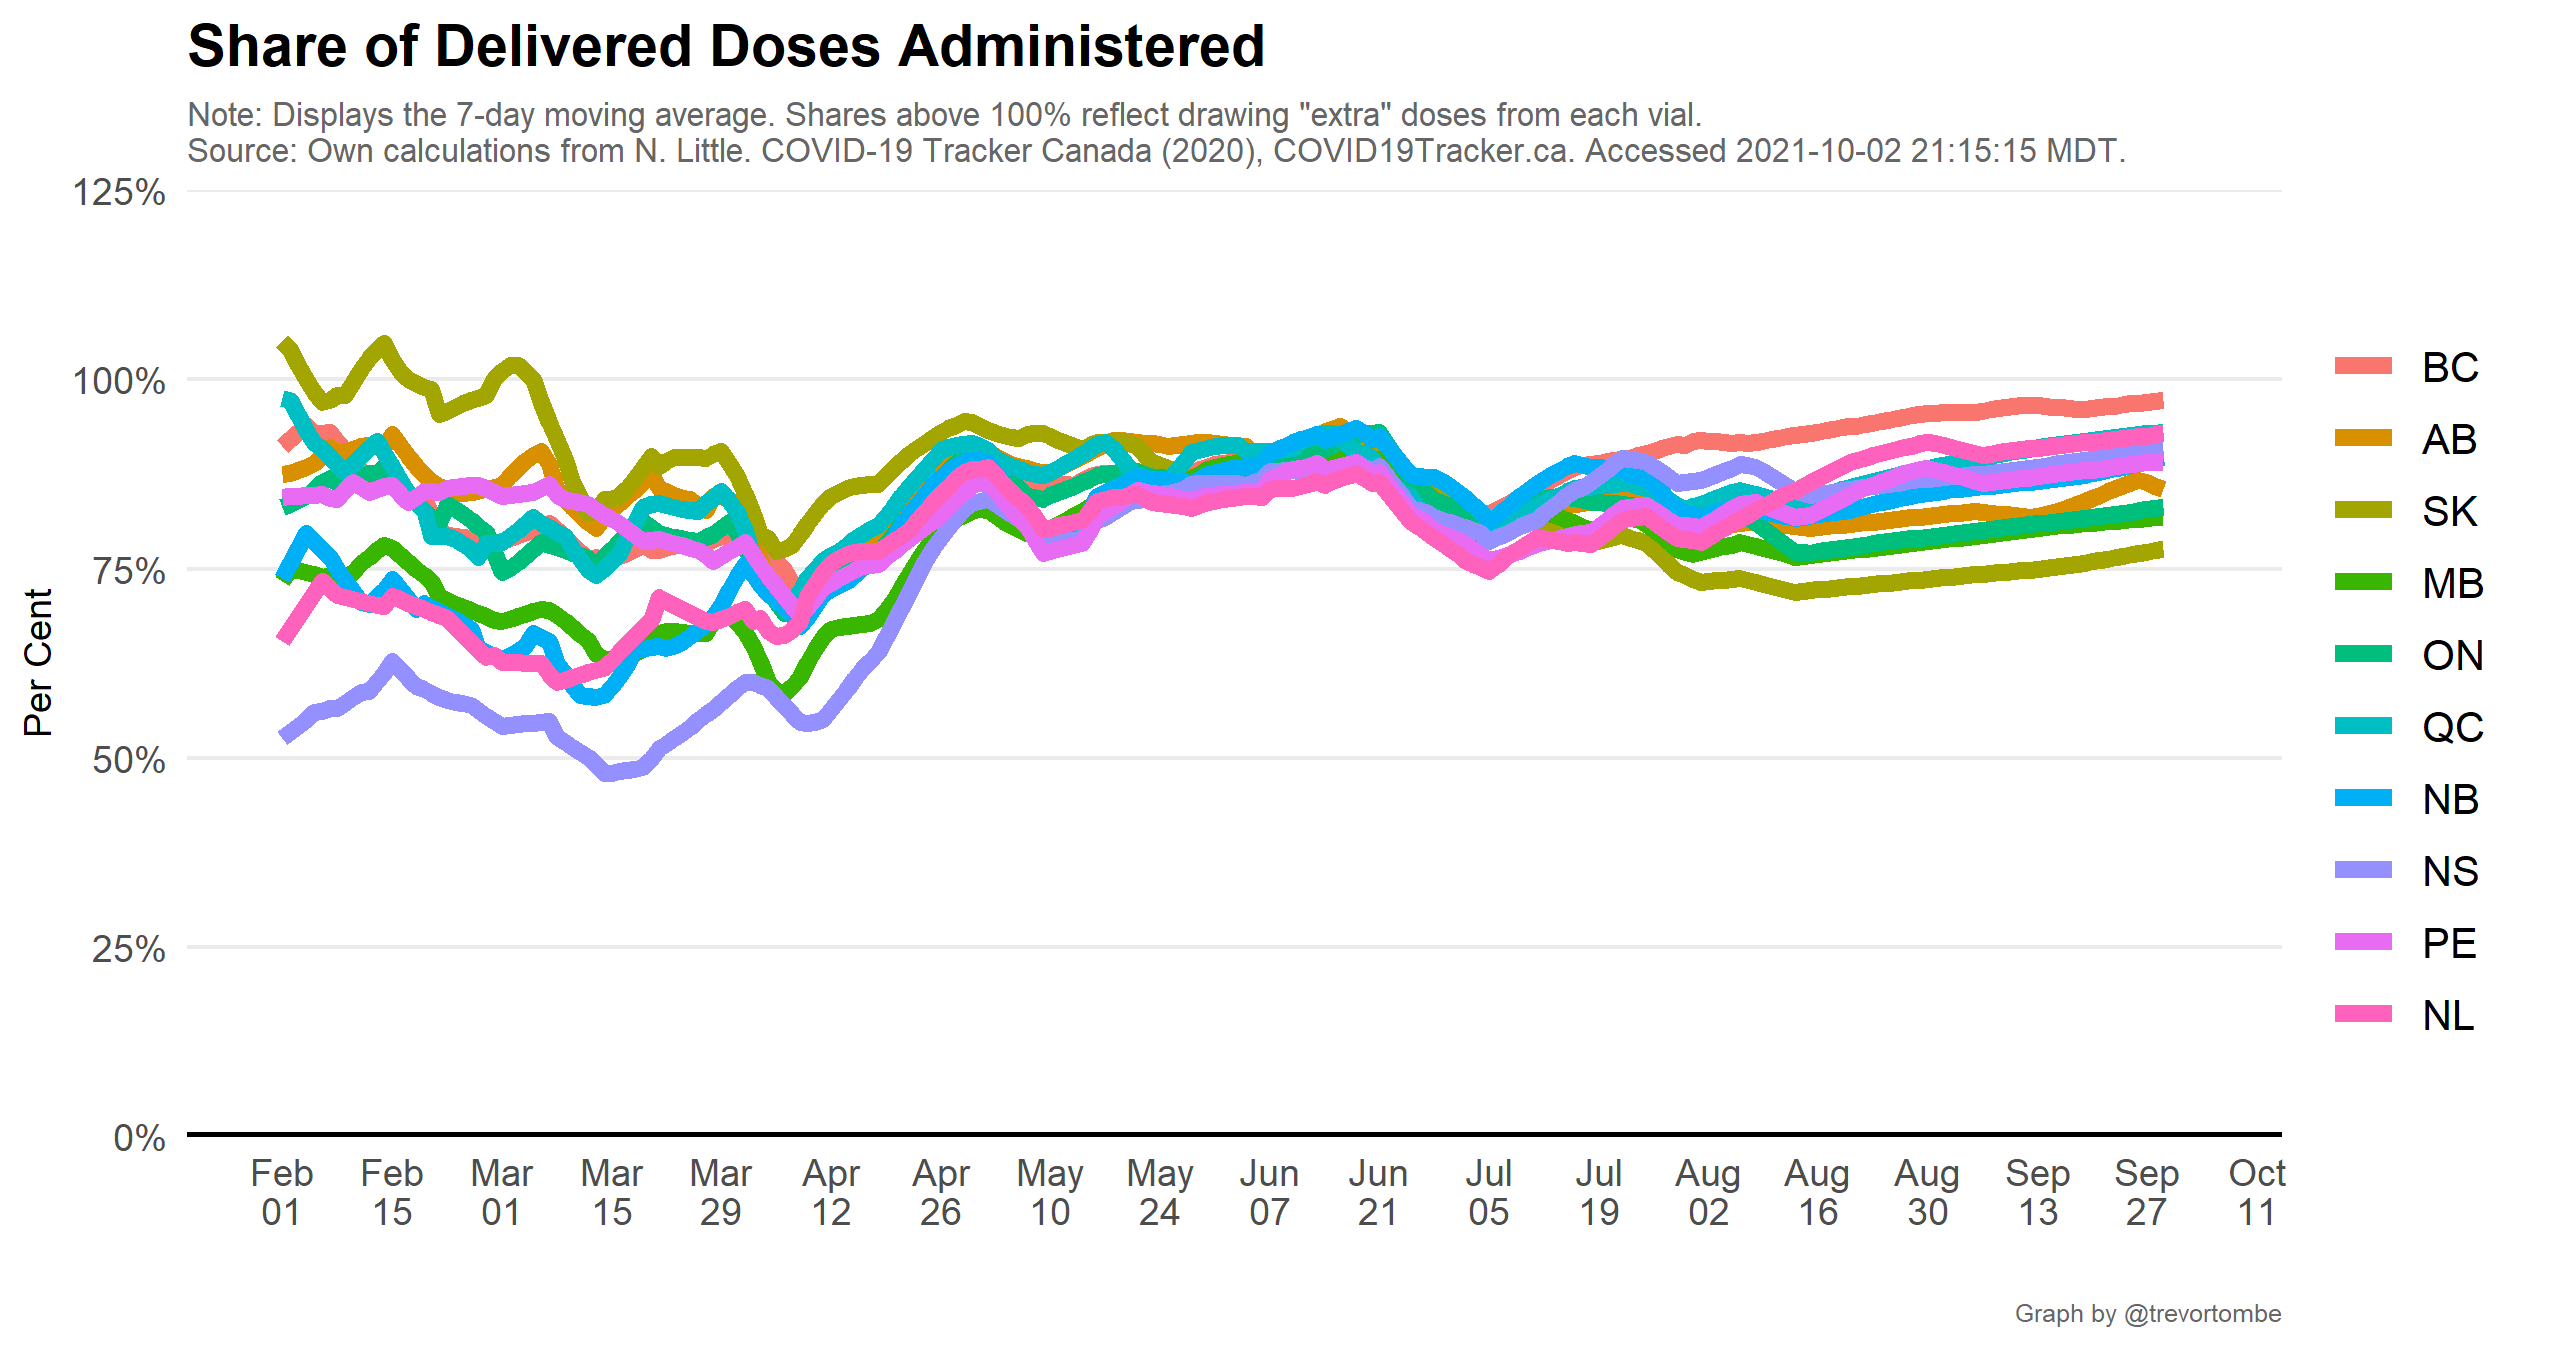 Share of Delivered Doses Administered
Note: Displays the 7-day moving average. Shares above 100% reflect drawing "extra" doses from each vial.
Source: Own calculations from N. Little. COVID-19 Tracker Canada (2020), COVID19Tracker.ca. Accessed 2021-10-02 21:15:15 MDT.
125%
100%
75%
50%
25%
0%
Per Cent
Feb 01
Feb 15
Mar 01
Mar 15
Mar 29
Apr 12
Apr 26
May 10
May 24
Jun 07
Jun 21
Jul 05
Jul 19
Aug 02
Aug 16
Aug 30
Sep 13
Sep 27
Oct 11
BC
AB
SK
MB
ON
QC
NB
NS
PE
NL
Graph by @trevortombe